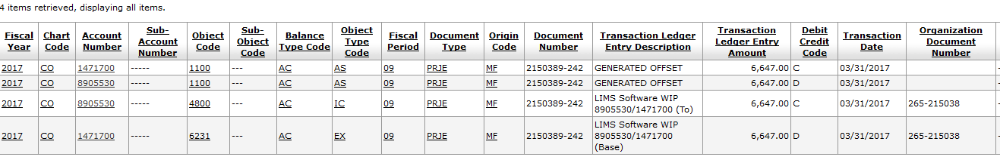 4 items retrieved, displaying all items.
Fiscal Year Chart Code Account Number Sub-Account Number Object Code Sub-Object Code Balance Type Code Object Type Code Fiscal Period Document Type Origin Code Document Number Transaction Ledger Entry Description Transaction Ledger Entry Amount Debit Credit Code Transaction Date Organization Document Number
2017 CO 1471700 ----- 1100 --- AC AS 09 PRJE MF 2150389-242 GENERATED OFFSET 6,647.00 C 03/31/2017 -
2017 CO 8905530 ----- 1100 --- AC AS 09 PRJE MF 2150389-242 GENERATED OFFSET 6,647.00 D 03/31/2017 -
2017 CO 8905530 ----- 4800 --- AC IC 09 PRJE MF 2150389-242 LIMS Software WIP 8905530/1471700 (To) 6,647.00 C 03/31/2017 265-215038 -
2017 CO 1471700 ----- 6231 --- AC EX 09 PRJE MF 2150389-242 LIMS Software WIP 8905530/1471700 (Base) 6,647.00 D 03/31/2017 265-215038 -